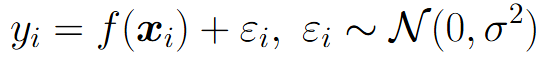 yᵢ = f(𝒙ᵢ) + εᵢ, εᵢ ∼ 𝒩(0, σ²)